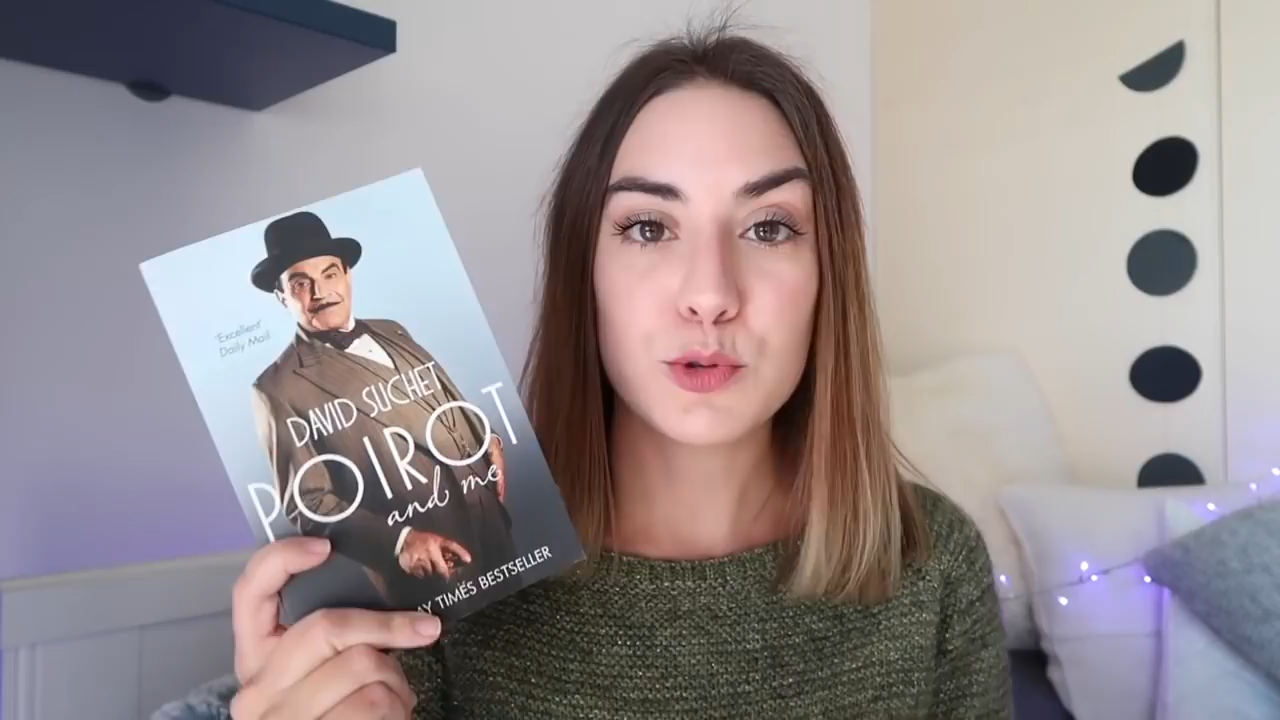 'Excellent'
Daily Mail
DAVID SUCHET
POIROT
and me
TIMES BESTSELLER